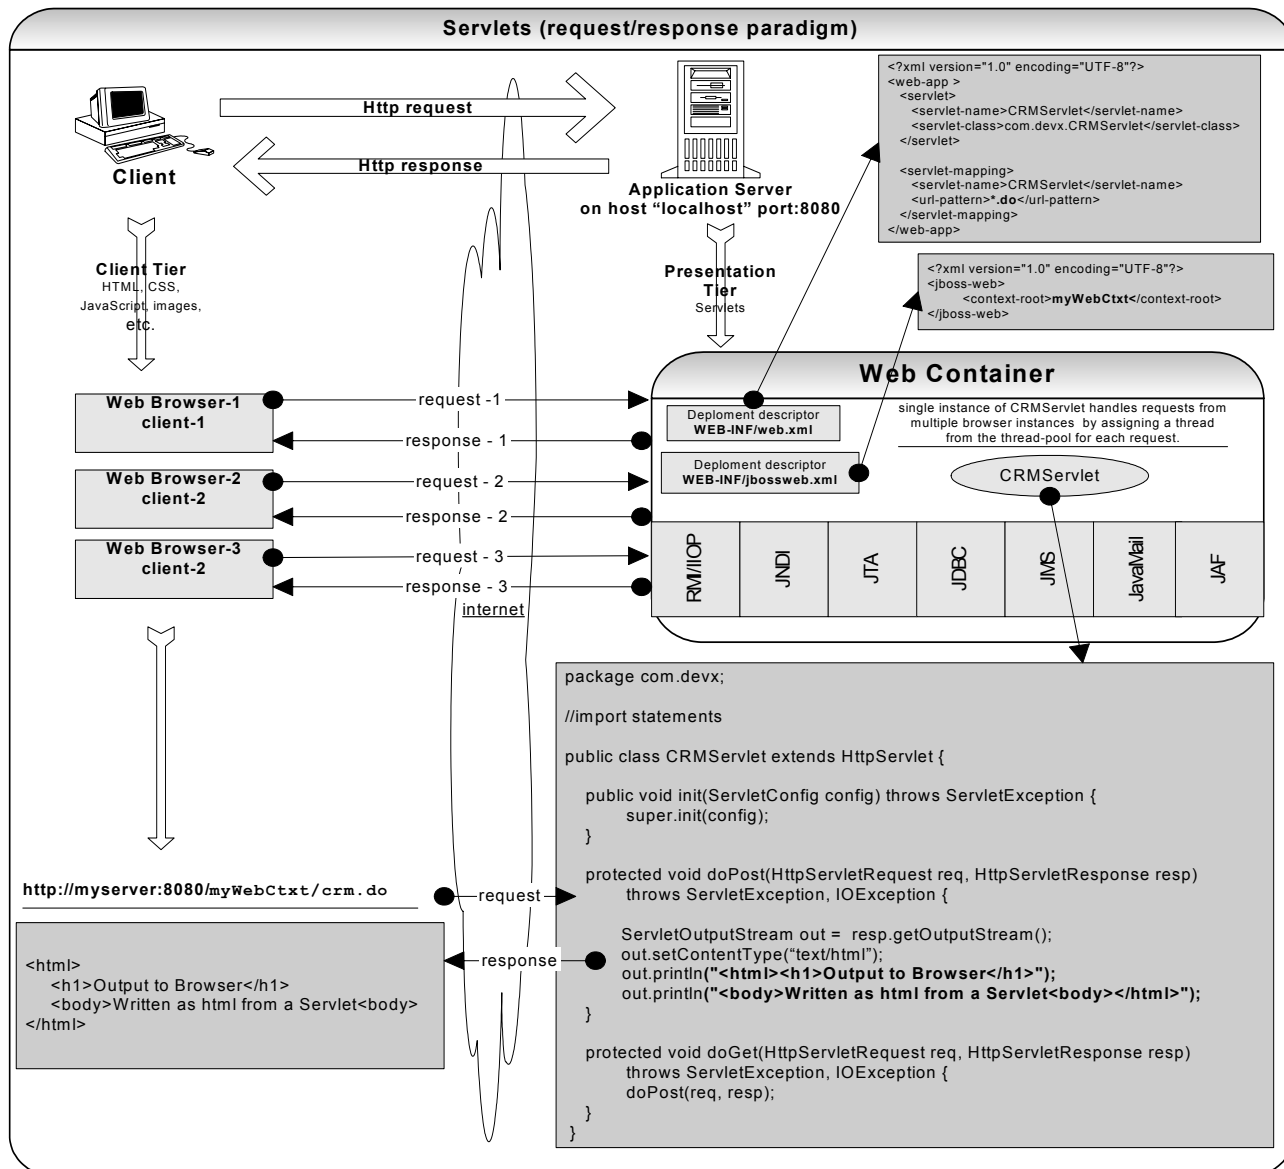 Servlets (request/response paradigm)
Http request
Http response
Client
Application Server
on host “localhost” port:8080
<?xml version="1.0" encoding="UTF-8"?>
<web-app >
<servlet>
<servlet-name>CRMServlet</servlet-name>
<servlet-class>com.devx.CRMServlet</servlet-class>
</servlet>
<servlet-mapping>
<servlet-name>CRMServlet</servlet-name>
<url-pattern>*.do</url-pattern>
</servlet-mapping>
</web-app>
Client Tier
HTML, CSS,
JavaScript, images,
etc.
Presentation
Tier
Servlets
<?xml version="1.0" encoding="UTF-8"?>
<jboss-web>
<context-root>myWebCtxt</context-root>
</jboss-web>
Web Container
Web Browser-1
client-1
request -1
response - 1
Deploment descriptor
WEB-INF/web.xml
single instance of CRMServlet handles requests from
multiple browser instances by assigning a thread
from the thread-pool for each request.
Web Browser-2
client-2
request - 2
response - 2
Deploment descriptor
WEB-INF/jbossweb.xml
CRMServlet
Web Browser-3
client-2
request - 3
response - 3
internet
RMI/IIOP
JNDI
JTA
JDBC
JMS
JavaMail
JAF
package com.devx;
//import statements
public class CRMServlet extends HttpServlet {
public void init(ServletConfig config) throws ServletException {
super.init(config);
}
protected void doPost(HttpServletRequest req, HttpServletResponse resp)
throws ServletException, IOException {
ServletOutputStream out = resp.getOutputStream();
out.setContentType(“text/html”);
out.println("<html><h1>Output to Browser</h1>");
out.println("<body>Written as html from a Servlet<body></html>");
}
protected void doGet(HttpServletRequest req, HttpServletResponse resp)
throws ServletException, IOException {
doPost(req, resp);
}
}
http://myserver:8080/myWebCtxt/crm.do
request
response
<html>
<h1>Output to Browser</h1>
<body>Written as html from a Servlet<body>
</html>